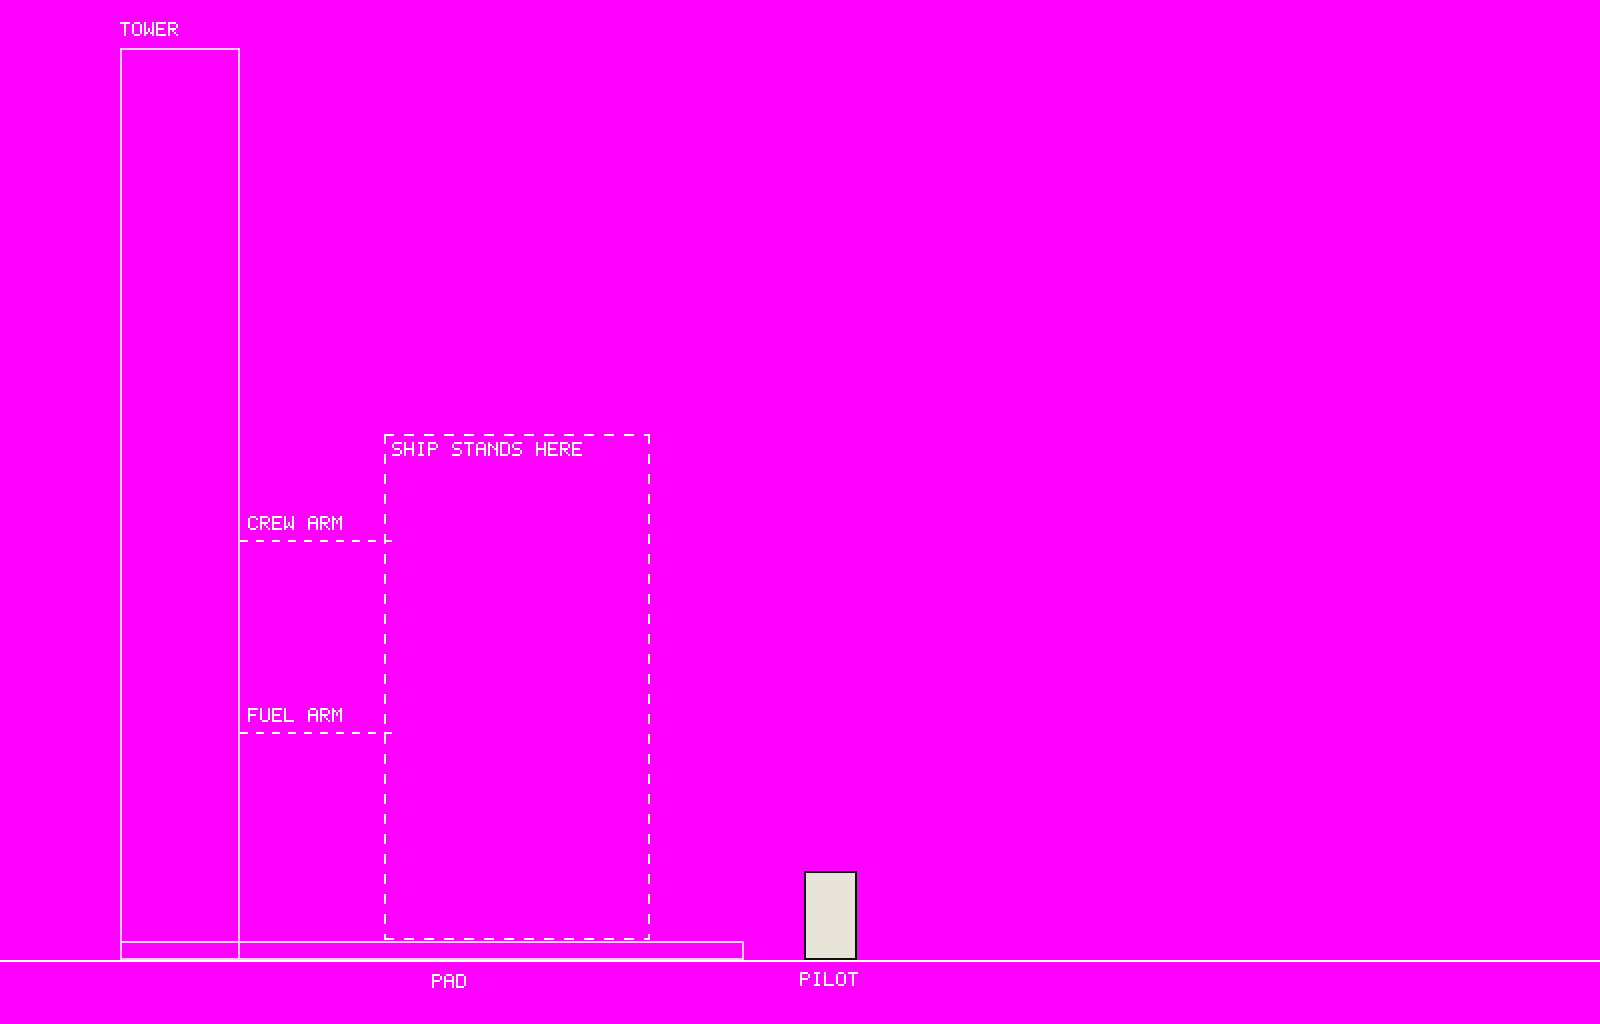 TOWER
SHIP STANDS HERE
CREW ARM
FUEL ARM
PAD
PILOT